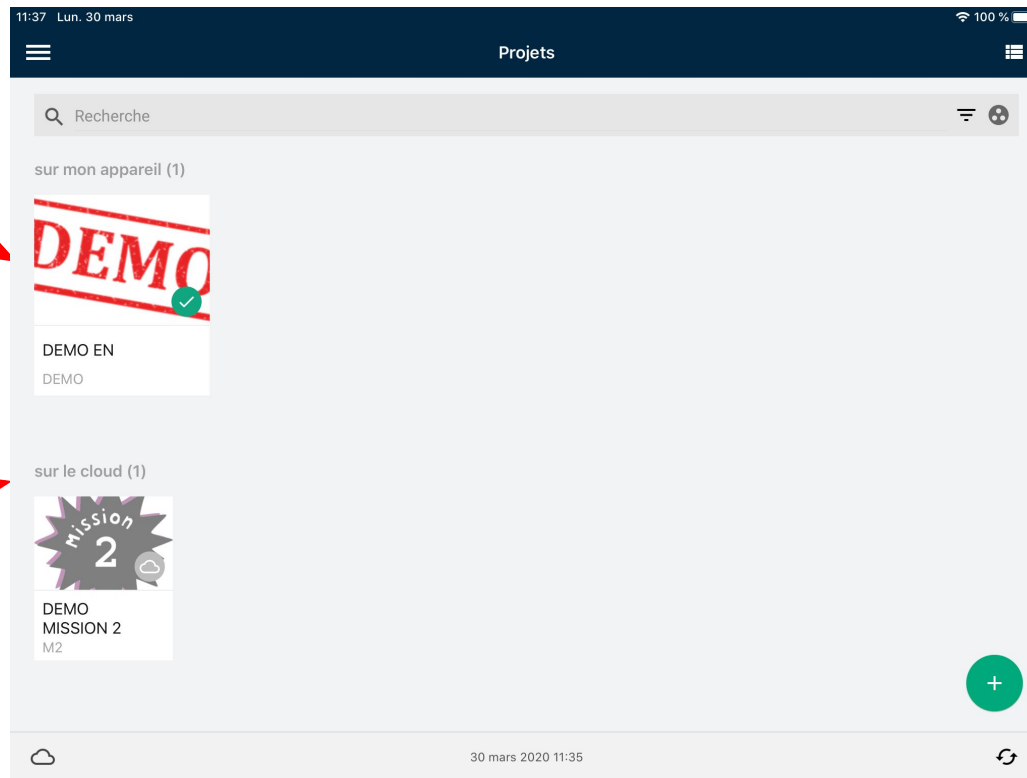 11:37 Lun. 30 mars 100 %
Projets
Recherche
sur mon appareil (1)
DEMO
DEMO EN
DEMO
sur le cloud (1)
Mission
2
DEMO
MISSION 2
M2
30 mars 2020 11:35